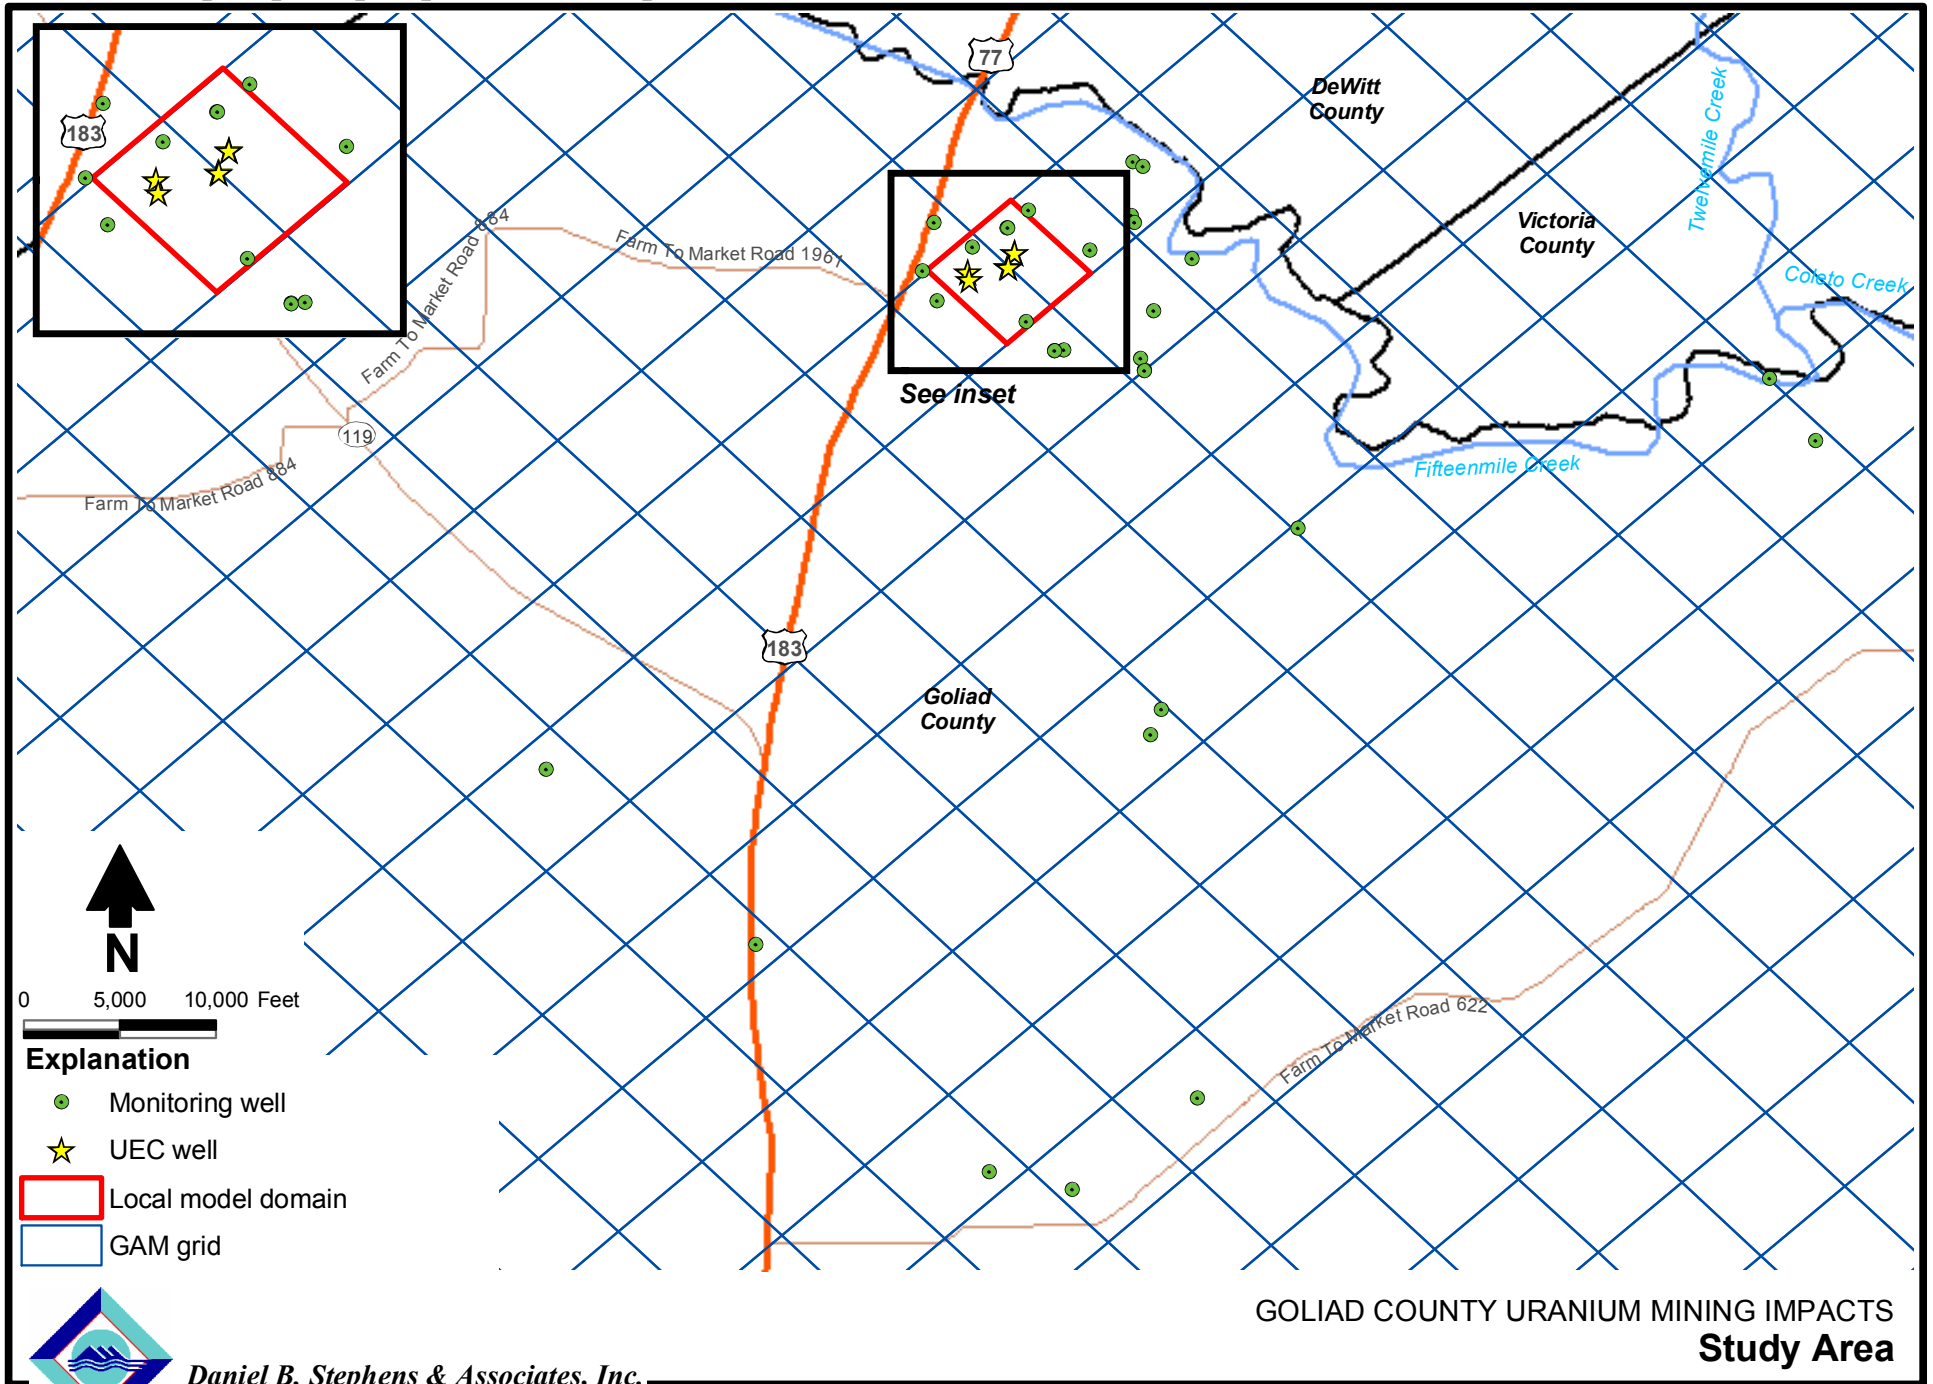 77
DeWitt
County
Twelvemile Creek
183
Farm To Market Road 884
Farm To Market Road 1961
Victoria
County
Coleto Creek
See inset
119
Farm To Market Road 884
Fifteenmile Creek
183
Goliad
County
N
0 5,000 10,000 Feet
Farm To Market Road 622
Explanation
Monitoring well
UEC well
Local model domain
GAM grid
GOLIAD COUNTY URANIUM MINING IMPACTS
Study Area
Daniel B. Stephens & Associates, Inc.